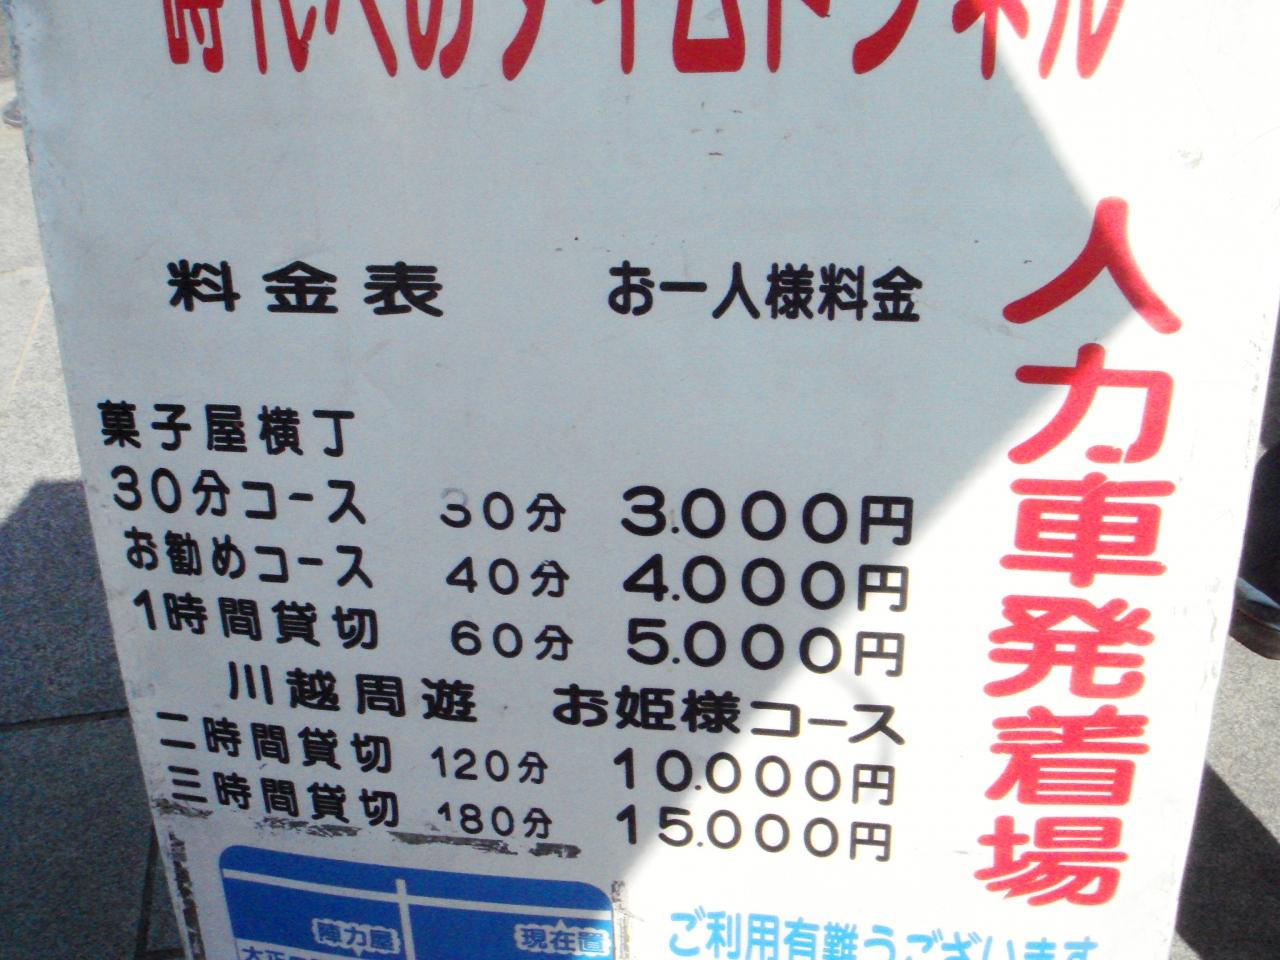 時代へのタイムトンネル
人力車発着場
料金表 お一人様料金
菓子屋横丁
30分コース 30分 3.000円
お勧めコース 40分 4.000円
1時間貸切 60分 5.000円
川越周遊 お姫様コース
二時間貸切 120分 10.000円
三時間貸切 180分 15.000円
陣力屋
現在置
ご利用有難うございます